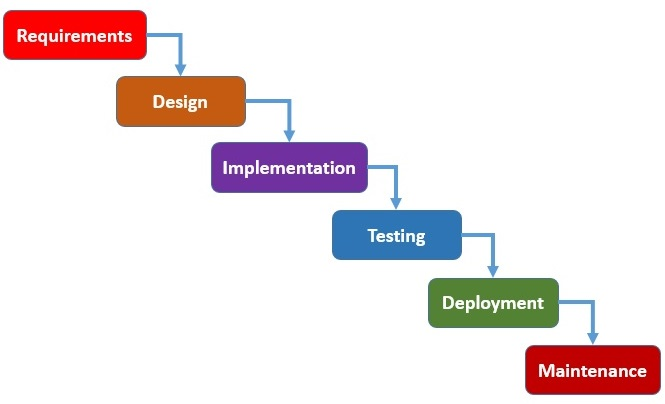 Requirements
Design
Implementation
Testing
Deployment
Maintenance